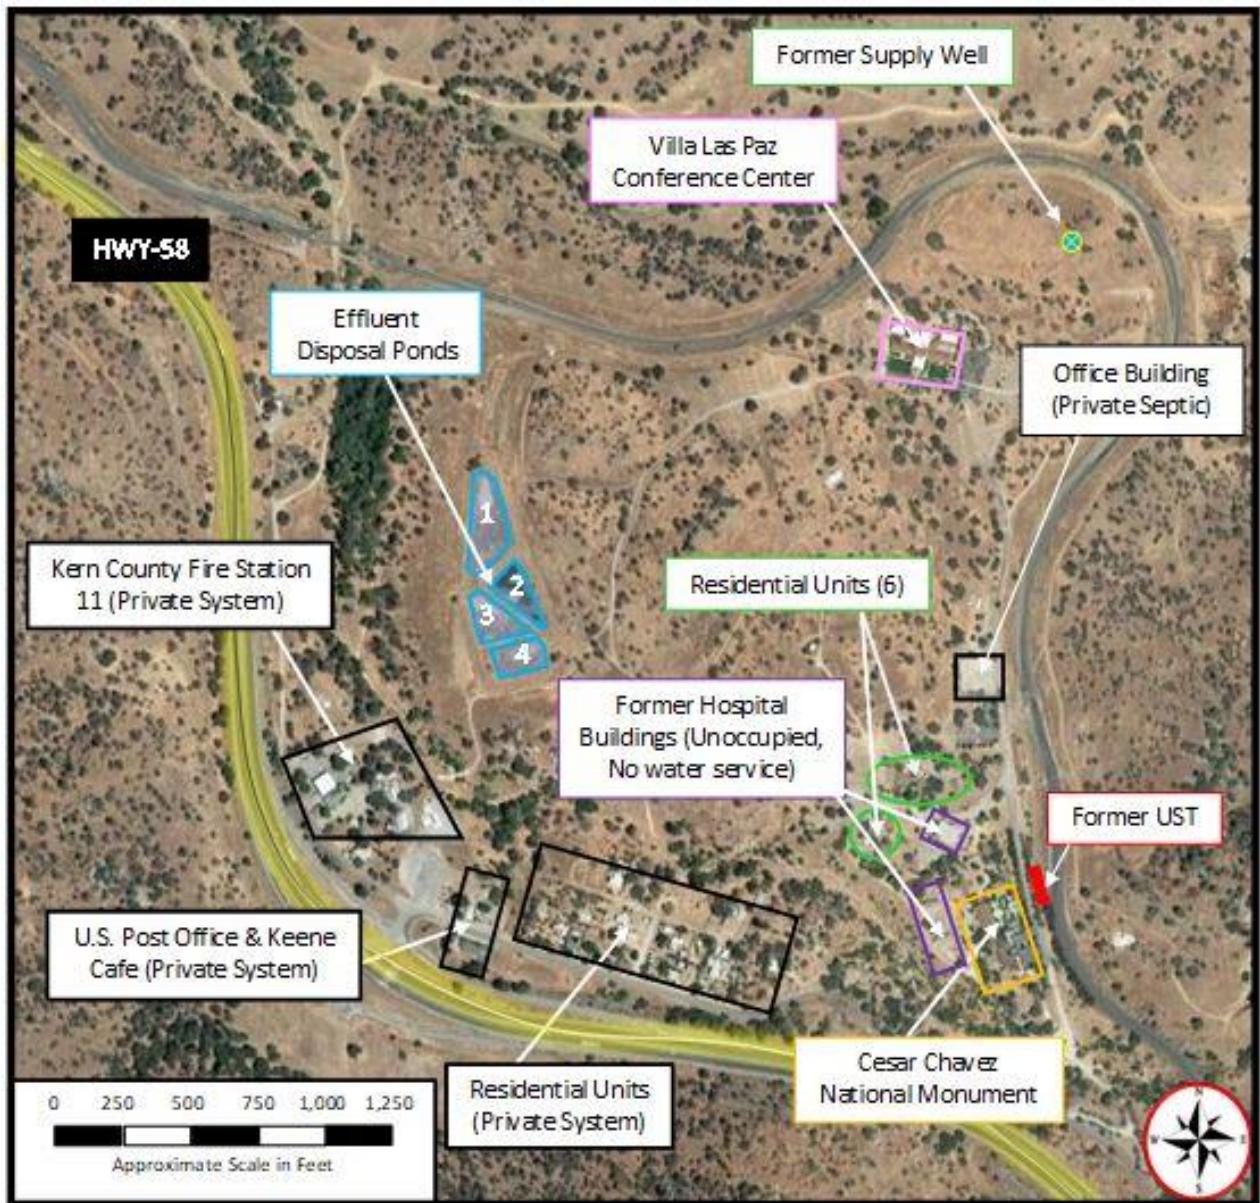 Former Supply Well
Villa Las Paz
Conference Center
HWY-58
Effluent
Disposal Ponds
Office Building
(Private Septic)
1
2
3
4
Kern County Fire Station
11 (Private System)
Residential Units (6)
Former Hospital
Buildings (Unoccupied,
No water service)
Former UST
U.S. Post Office & Keene
Cafe (Private System)
Residential Units
(Private System)
Cesar Chavez
National Monument
0 250 500 750 1,000 1,250
Approximate Scale in Feet
N
W E
S